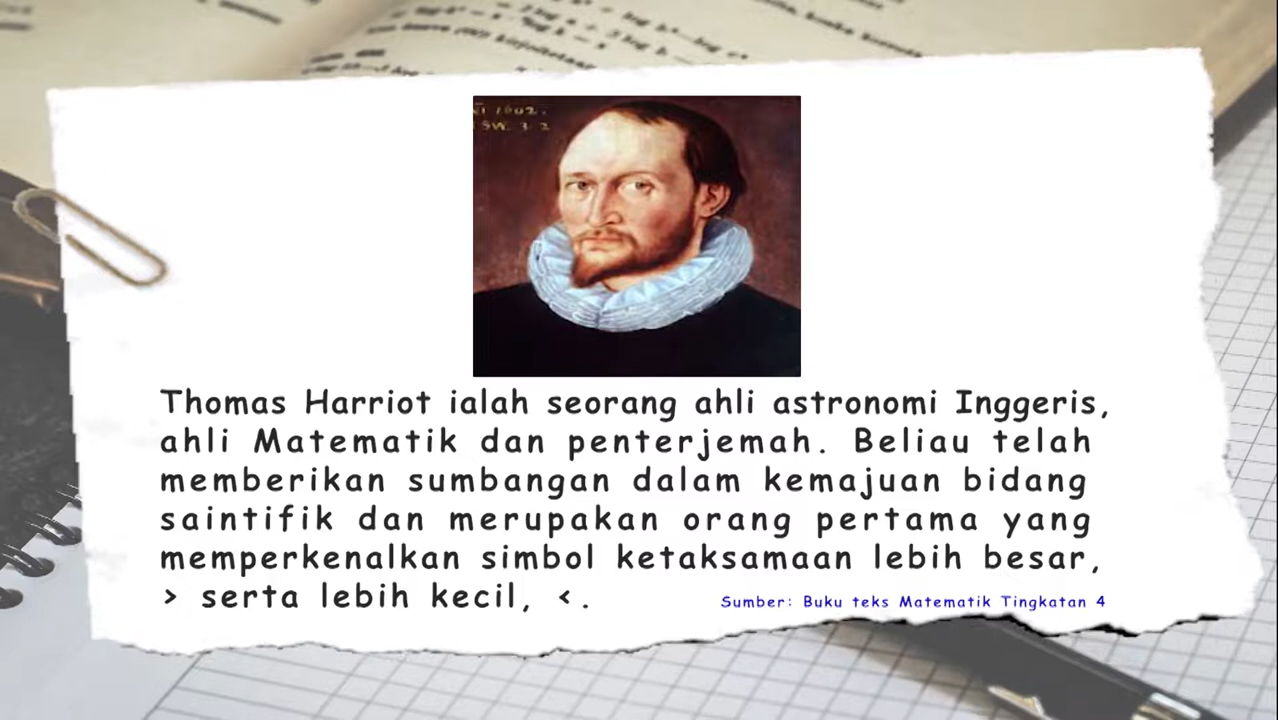 1602.
Thomas Harriot ialah seorang ahli astronomi Inggeris,
ahli Matematik dan penterjemah. Beliau telah
memberikan sumbangan dalam kemajuan bidang
saintifik dan merupakan orang pertama yang
memperkenalkan simbol ketaksamaan lebih besar,
> serta lebih kecil, <.
Sumber: Buku teks Matematik Tingkatan 4